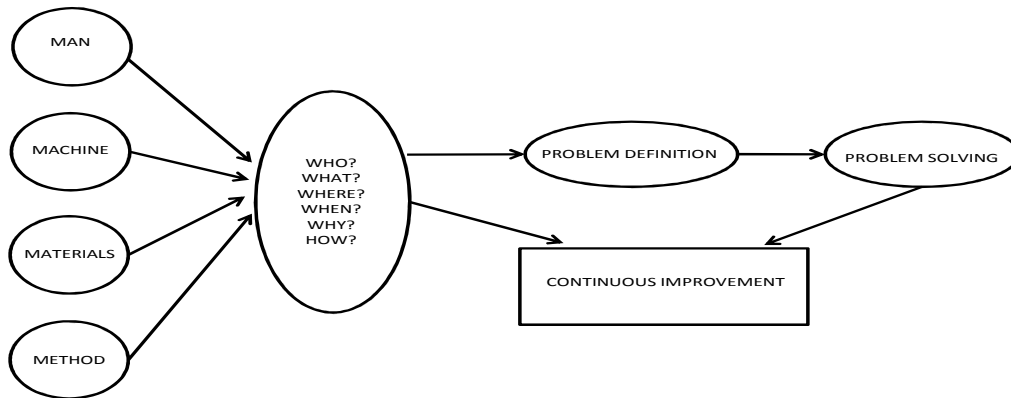 MAN
MACHINE
MATERIALS
METHOD
WHO?
WHAT?
WHERE?
WHEN?
WHY?
HOW?
PROBLEM DEFINITION
PROBLEM SOLVING
CONTINUOUS IMPROVEMENT